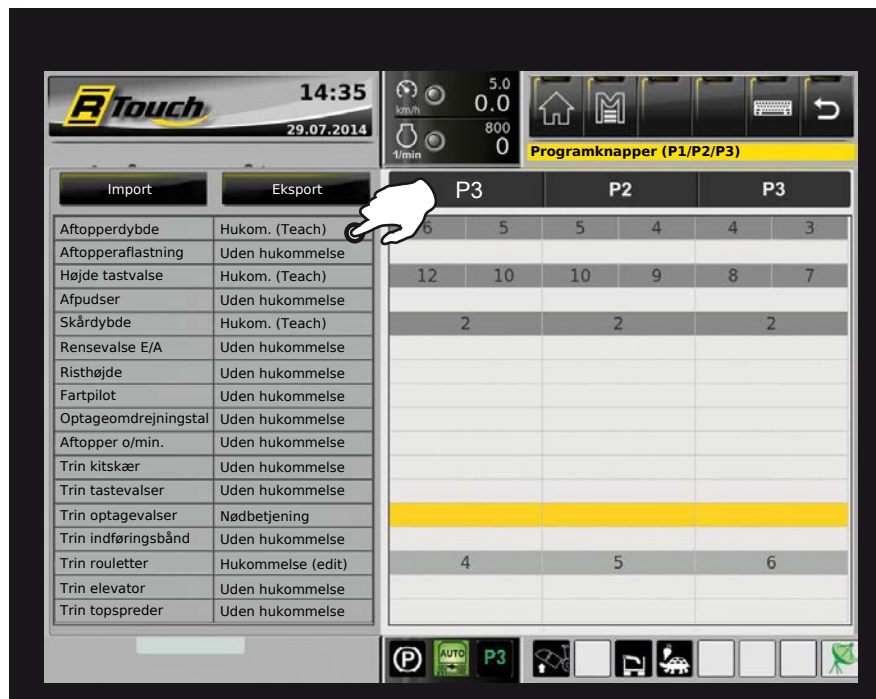 R Touch
14:35
29.07.2014
km/h
5.0
0.0
1/min
800
0
Programknapper (P1/P2/P3)
Import Eksport P3 P2 P3
Aftopperdybde Hukom. (Teach) 6 5 5 4 4 3
Aftopperaflastning Uden hukommelse
Højde tastvalse Hukom. (Teach) 12 10 10 9 8 7
Afpudser Uden hukommelse
Skårdybde Hukom. (Teach) 2 2 2
Rensevalse E/A Uden hukommelse
Risthøjde Uden hukommelse
Fartpilot Uden hukommelse
Optageomdrejningstal Uden hukommelse
Aftopper o/min. Uden hukommelse
Trin kitskær Uden hukommelse
Trin tastevalser Uden hukommelse
Trin optagevalser Nødbetjening
Trin indføringsbånd Uden hukommelse
Trin rouletter Hukommelse (edit) 4 5 6
Trin elevator Uden hukommelse
Trin topspreder Uden hukommelse
P AUTO P3